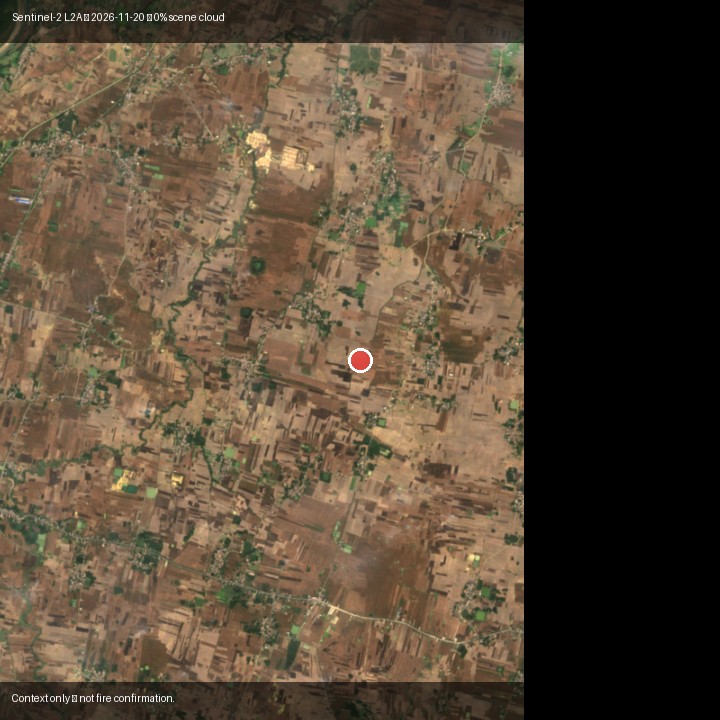 Sentinel-2 L2A▯2026-11-20▯0% scene cloud
Context only▯not fire confirmation.